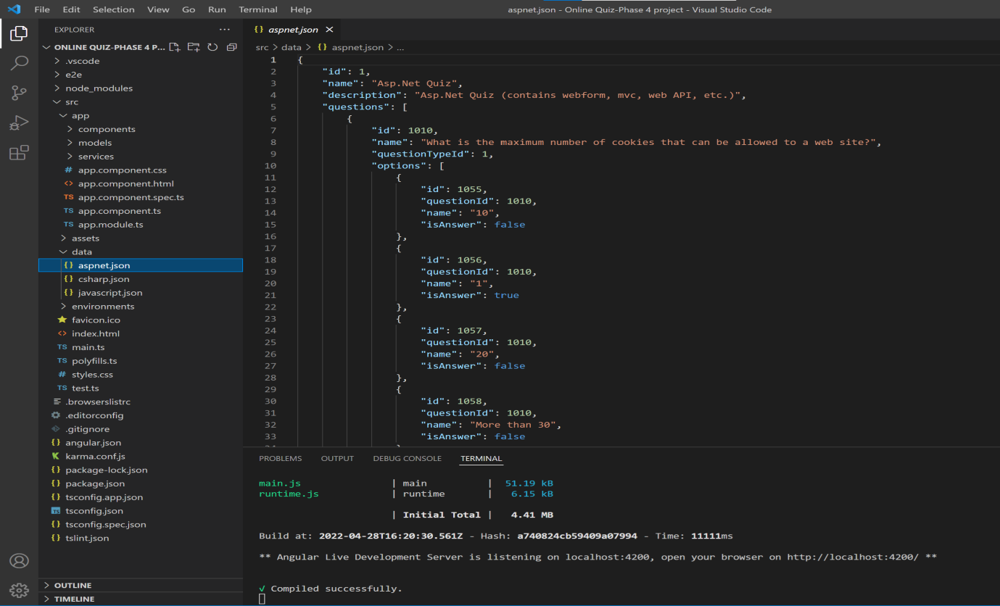 File Edit Selection View Go Run Terminal Help
aspnet.json - Online Quiz-Phase 4 project - Visual Studio Code
EXPLORER
ONLINE QUIZ-PHASE 4 P...
.vscode
e2e
node_modules
src
app
components
models
services
# app.component.css
<> app.component.html
TS app.component.spec.ts
TS app.component.ts
TS app.module.ts
assets
data
{} aspnet.json
{} csharp.json
{} javascript.json
environments
favicon.ico
<> index.html
TS main.ts
TS polyfills.ts
# styles.css
TS test.ts
.browserslistrc
.editorconfig
.gitignore
{} angular.json
karma.conf.js
{} package-lock.json
{} package.json
{} tsconfig.app.json
TS tsconfig.json
{} tsconfig.spec.json
{} tslint.json
OUTLINE
TIMELINE
{} aspnet.json
src > data > {} aspnet.json > ...
1 {
2 "id": 1,
3 "name": "Asp.Net Quiz",
4 "description": "Asp.Net Quiz (contains webform, mvc, web API, etc.)",
5 "questions": [
6 {
7 "id": 1010,
8 "name": "What is the maximum number of cookies that can be allowed to a web site?",
9 "questionTypeId": 1,
10 "options": [
11 {
12 "id": 1055,
13 "questionId": 1010,
14 "name": "10",
15 "isAnswer": false
16 },
17 {
18 "id": 1056,
19 "questionId": 1010,
20 "name": "1",
21 "isAnswer": true
22 },
23 {
24 "id": 1057,
25 "questionId": 1010,
26 "name": "20",
27 "isAnswer": false
28 },
29 {
30 "id": 1058,
31 "questionId": 1010,
32 "name": "More than 30",
33 "isAnswer": false
PROBLEMS OUTPUT DEBUG CONSOLE TERMINAL
main.js | main | 51.19 kB
runtime.js | runtime | 6.15 kB
| Initial Total | 4.41 MB
Build at: 2022-04-28T16:20:30.561Z - Hash: a740824cb59409a07994 - Time: 11111ms
** Angular Live Development Server is listening on localhost:4200, open your browser on http://localhost:4200/ **
√ Compiled successfully.